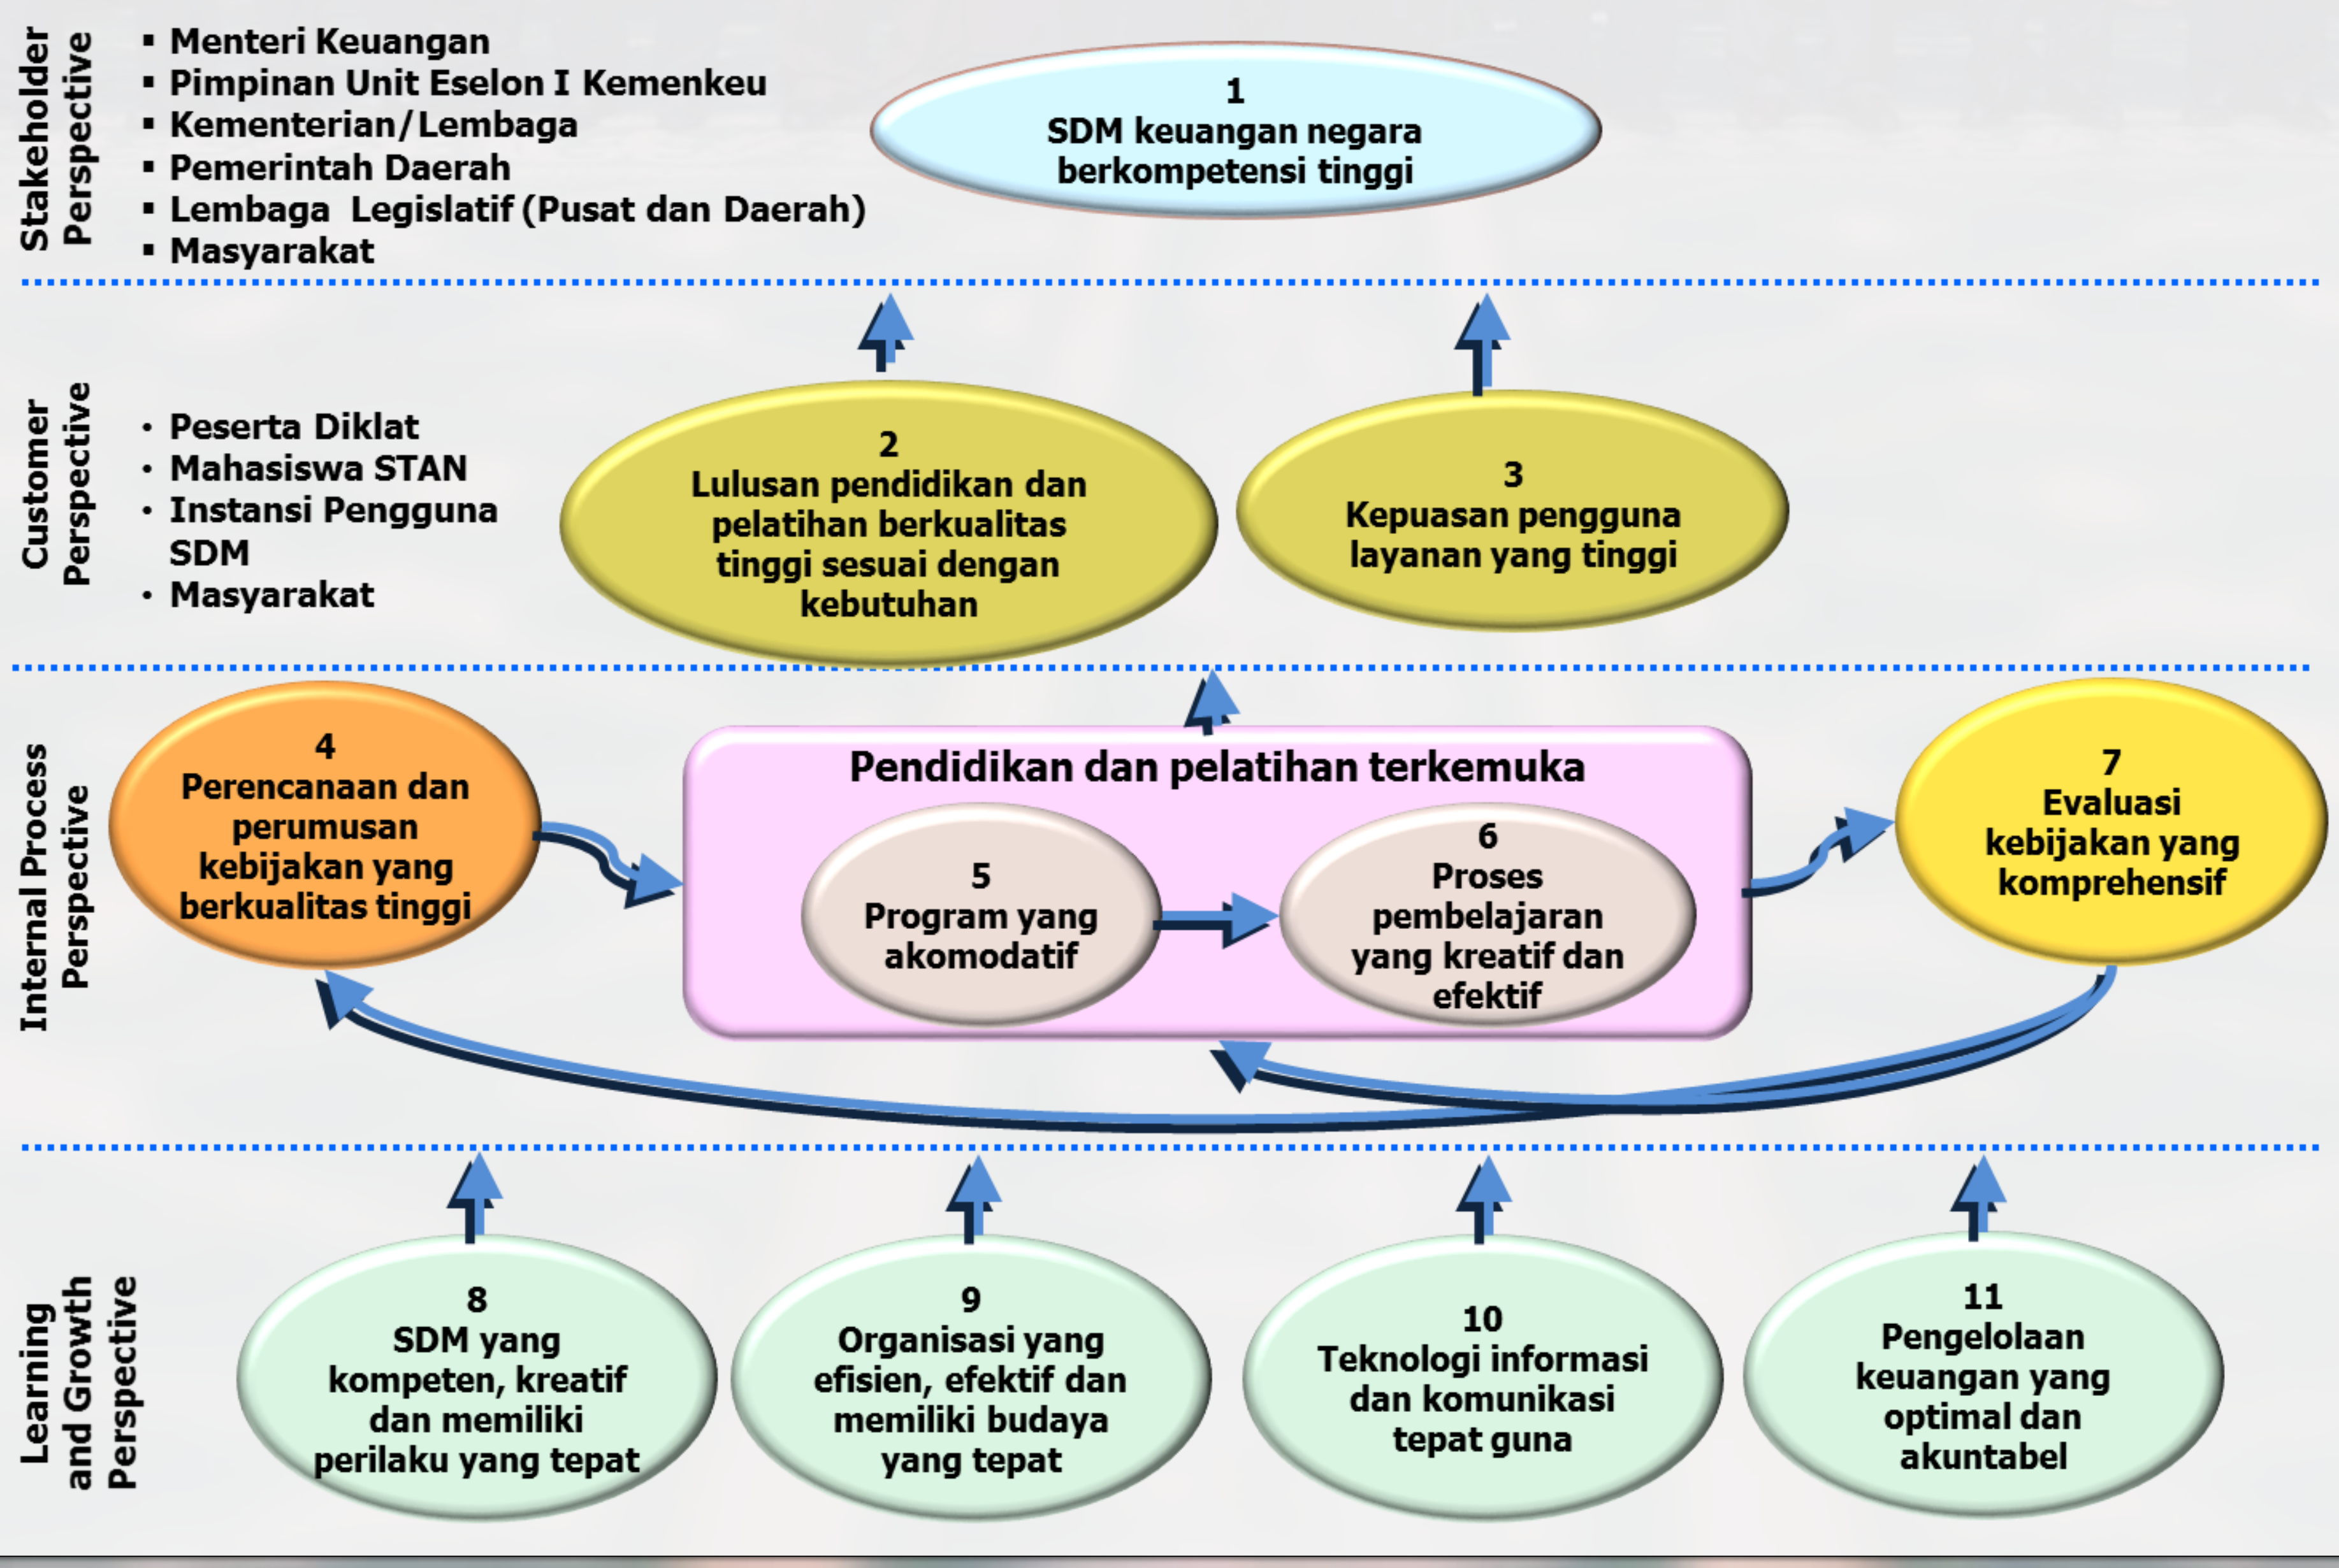 Stakeholder
Perspective
▪ Menteri Keuangan
▪ Pimpinan Unit Eselon I Kemenkeu
▪ Kementerian/Lembaga
▪ Pemerintah Daerah
▪ Lembaga Legislatif (Pusat dan Daerah)
▪ Masyarakat
1
SDM keuangan negara
berkompetensi tinggi
Customer
Perspective
• Peserta Diklat
• Mahasiswa STAN
• Instansi Pengguna
SDM
• Masyarakat
2
Lulusan pendidikan dan
pelatihan berkualitas
tinggi sesuai dengan
kebutuhan
3
Kepuasan pengguna
layanan yang tinggi
Internal Process
Perspective
4
Perencanaan dan
perumusan
kebijakan yang
berkualitas tinggi
Pendidikan dan pelatihan terkemuka
5
Program yang
akomodatif
6
Proses
pembelajaran
yang kreatif dan
efektif
7
Evaluasi
kebijakan yang
komprehensif
Learning
and Growth
Perspective
8
SDM yang
kompeten, kreatif
dan memiliki
perilaku yang tepat
9
Organisasi yang
efisien, efektif dan
memiliki budaya
yang tepat
10
Teknologi informasi
dan komunikasi
tepat guna
11
Pengelolaan
keuangan yang
optimal dan
akuntabel